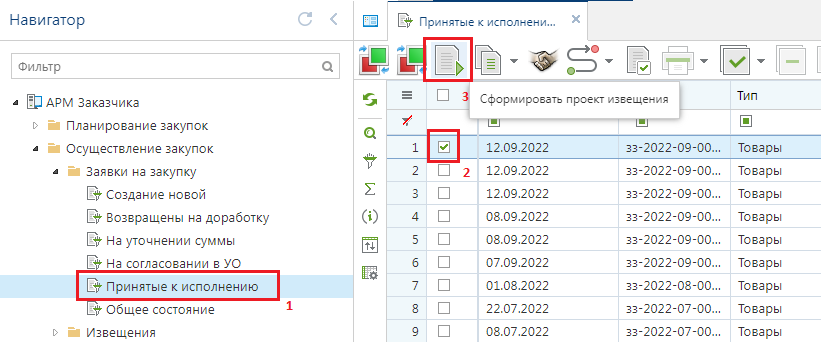 Навигатор
Фильтр
АРМ Заказчика
Планирование закупок
Осуществление закупок
Заявки на закупку
Создание новой
Возвращены на доработку
На уточнении суммы
На согласовании в УО
Принятые к исполнению
1
Общее состояние
Извещения
Принятые к исполнени...
3
Сформировать проект извещения
Тип
1 12.09.2022 зз-2022-09-00... Товары
2
2 12.09.2022 зз-2022-09-00... Товары
3 12.09.2022 зз-2022-09-00... Товары
4 08.09.2022 зз-2022-09-00... Товары
5 08.09.2022 зз-2022-09-00... Товары
6 07.09.2022 зз-2022-09-00... Товары
7 01.08.2022 зз-2022-08-00... Товары
8 22.07.2022 зз-2022-07-00... Товары
9 08.07.2022 зз-2022-07-00... Товары